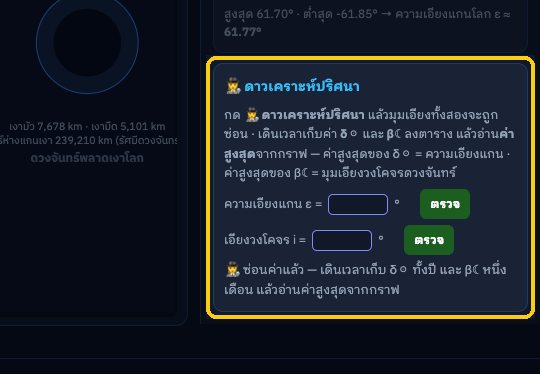 สูงสุด 61.70° · ต่ำสุด -61.85° → ความเอียงแกนโลก ε ≈
61.77°
🕵️ ดาวเคราะห์ปริศนา
กด 🕵️ ดาวเคราะห์ปริศนา แล้วมุมเอียงทั้งสองจะถูก
ซ่อน · เดินเวลาเก็บค่า δ☉ และ β☾ ลงตาราง แล้วอ่านค่า
สูงสุดจากกราฟ — ค่าสูงสุดของ δ☉ = ความเอียงแกน ·
ค่าสูงสุดของ β☾ = มุมเอียงวงโคจรดวงจันทร์
ความเอียงแกน ε = ° ตรวจ
เอียงวงโคจร i = ° ตรวจ
🕵️ ซ่อนค่าแล้ว — เดินเวลาเก็บ δ☉ ทั้งปี และ β☾ หนึ่ง
เดือน แล้วอ่านค่าสูงสุดจากกราฟ
เงามัว 7,678 km · เงามืด 5,101 km
ห่างแกนเงา 239,210 km (รัศมีดวงจันทร
ดวงจันทร์พลาดเงาโลก